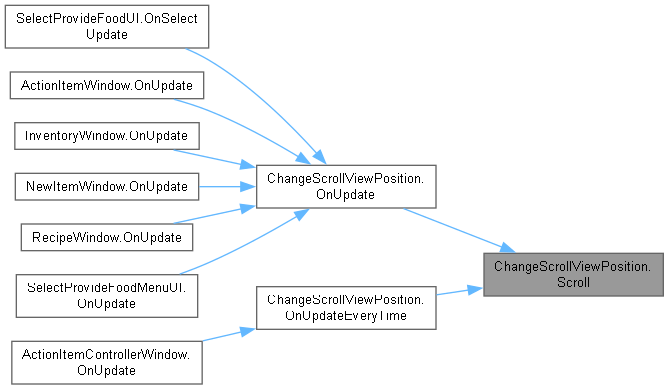 SelectProvideFoodUI.OnSelect
Update
ActionItemWindow.OnUpdate
InventoryWindow.OnUpdate
NewItemWindow.OnUpdate
RecipeWindow.OnUpdate
SelectProvideFoodMenuUI.
OnUpdate
ActionItemControllerWindow.
OnUpdate
ChangeScrollViewPosition.
OnUpdate
ChangeScrollViewPosition.
OnUpdateEveryTime
ChangeScrollViewPosition.
Scroll